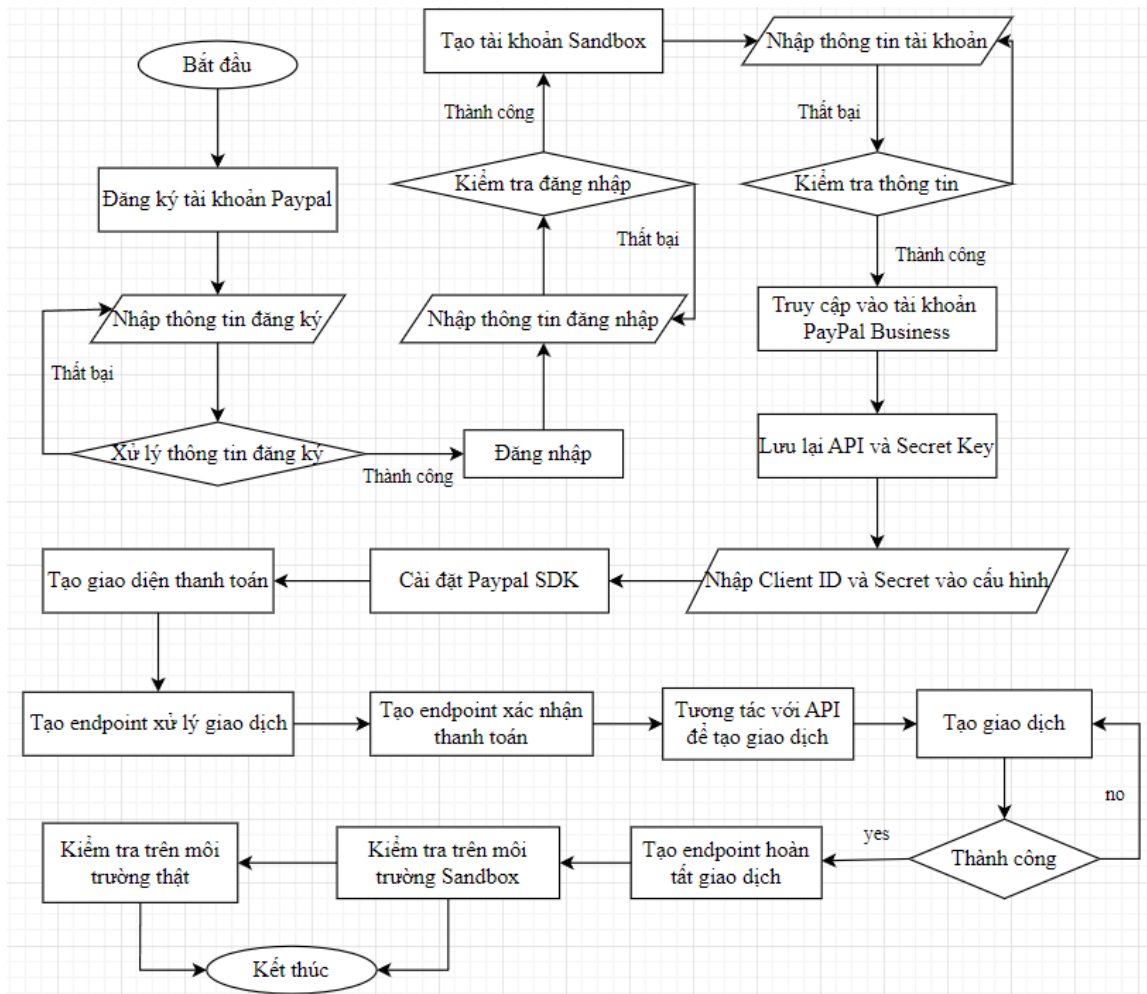 Bắt đầu
Đăng ký tài khoản Paypal
Nhập thông tin đăng ký
Thất bại
Xử lý thông tin đăng ký
Thành công
Đăng nhập
Nhập thông tin đăng nhập
Kiểm tra đăng nhập
Thất bại
Thành công
Tạo tài khoản Sandbox
Nhập thông tin tài khoản
Thất bại
Kiểm tra thông tin
Thành công
Truy cập vào tài khoản
PayPal Business
Lưu lại API và Secret Key
Nhập Client ID và Secret vào cấu hình
Cài đặt Paypal SDK
Tạo giao diện thanh toán
Tạo endpoint xử lý giao dịch
Tạo endpoint xác nhận
thanh toán
Tương tác với API
để tạo giao dịch
Tạo giao dịch
no
Thành công
yes
Tạo endpoint hoàn
tất giao dịch
Kiểm tra trên môi
trường Sandbox
Kiểm tra trên môi
trường thật
Kết thúc